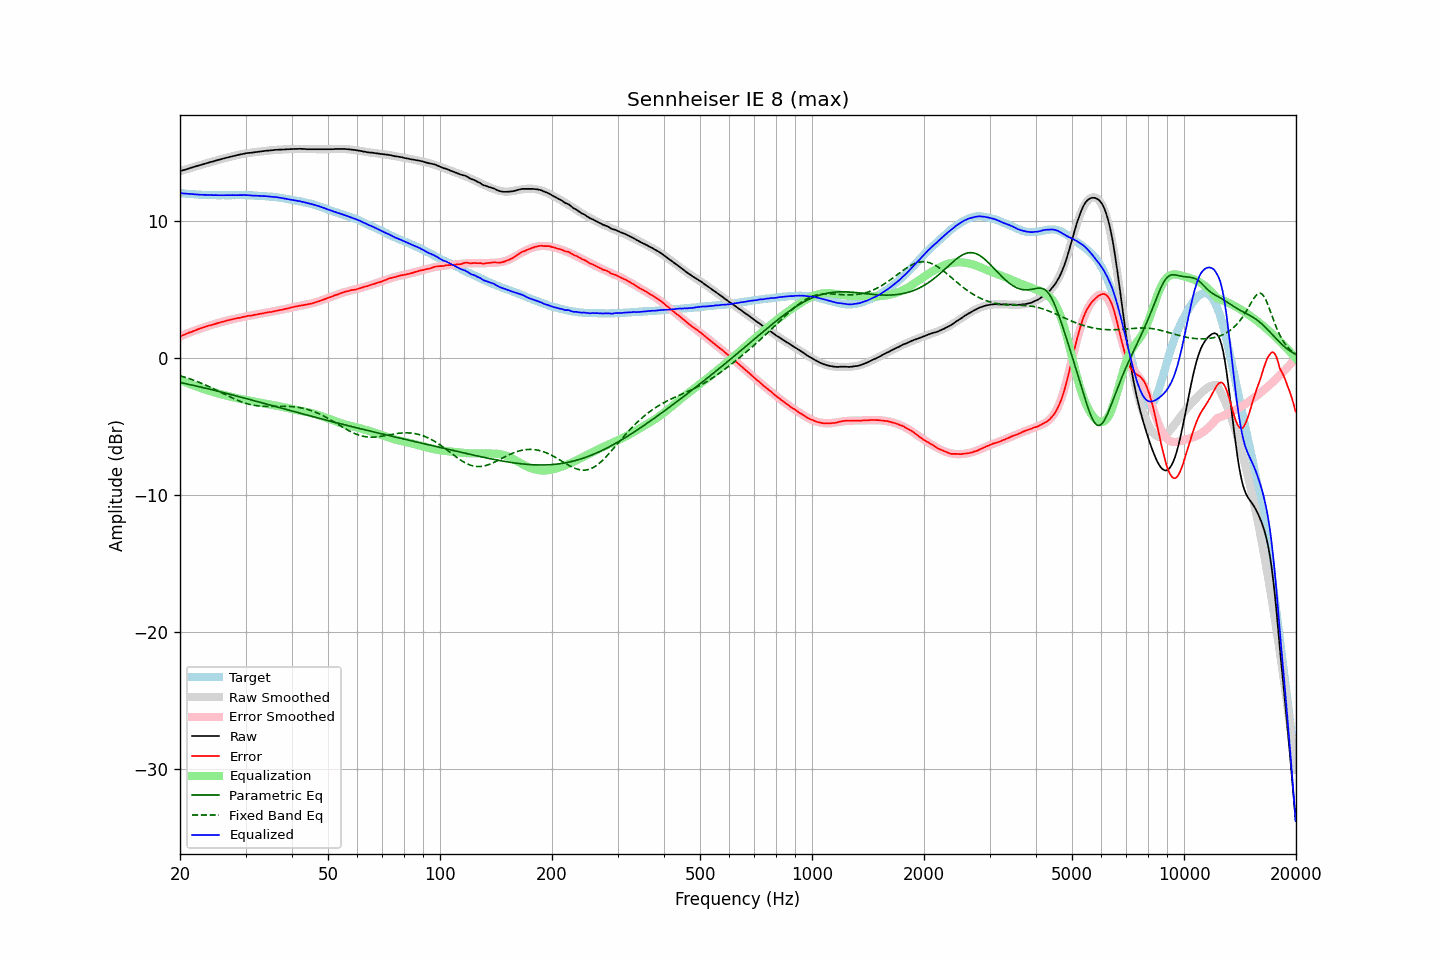 Sennheiser IE 8 (max)
Amplitude (dBr)
10
0
−10
−20
−30
Target
Raw Smoothed
Error Smoothed
Raw
Error
Equalization
Parametric Eq
Fixed Band Eq
Equalized
20 50 100 200 500 1000 2000 5000 10000 20000
Frequency (Hz)